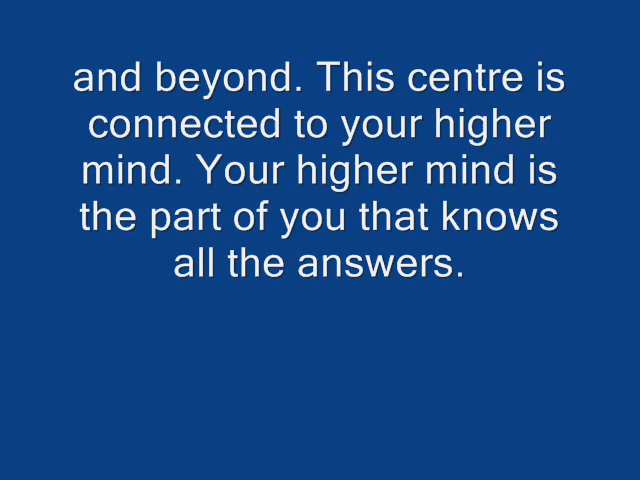 and beyond. This centre is
connected to your higher
mind. Your higher mind is
the part of you that knows
all the answers.